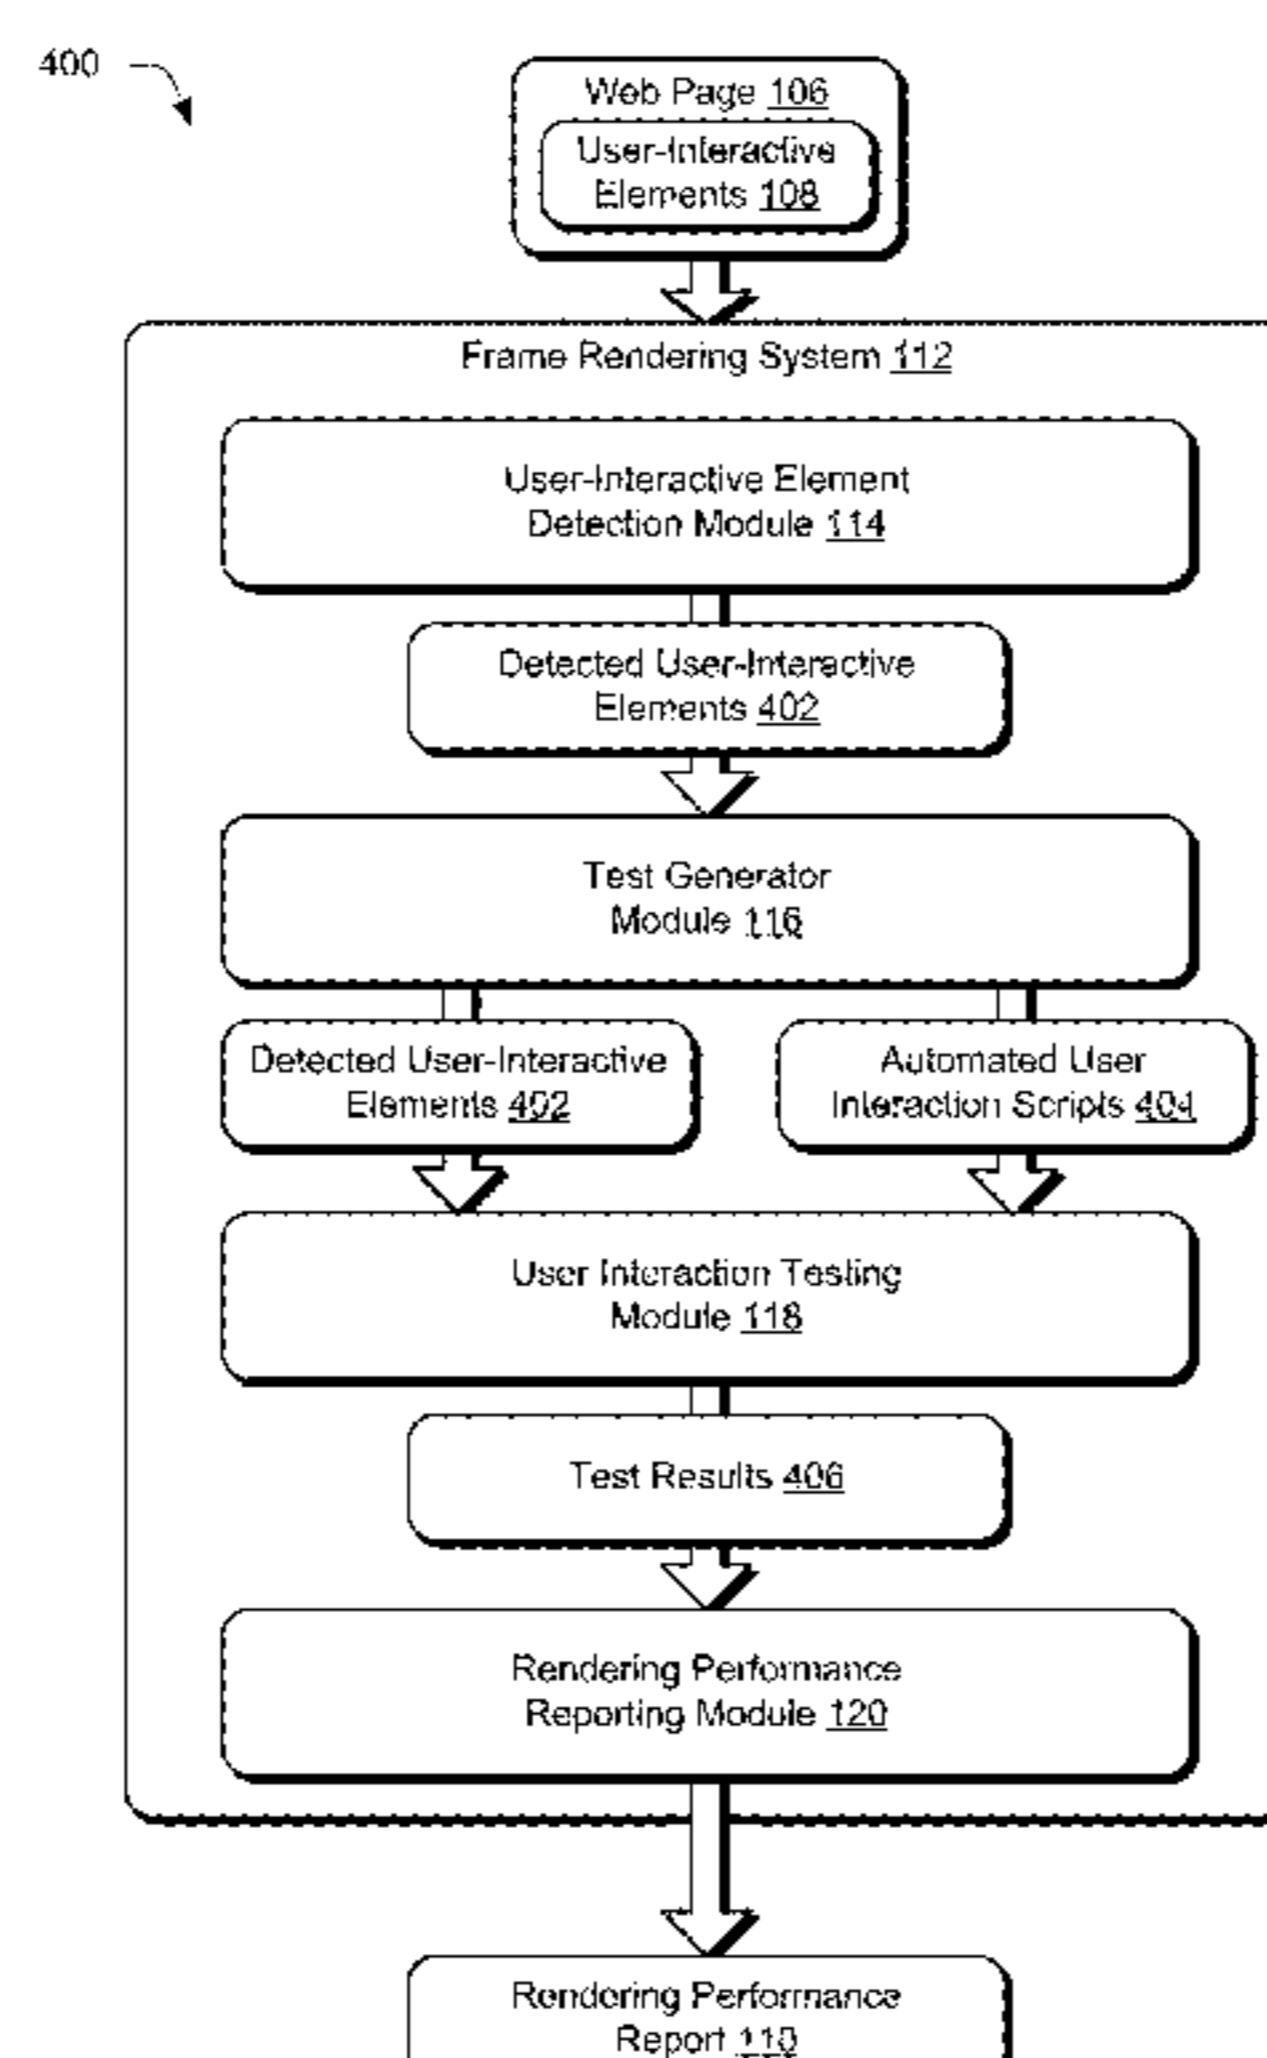 400
Web Page 106
User-Interactive
Elements 108
Frame Rendering System 112
User-Interactive Element
Detection Module 114
Detected User-Interactive
Elements 402
Test Generator
Module 116
Detected User-Interactive
Elements 402
Automated User
Interaction Scripts 404
User Interaction Testing
Module 118
Test Results 406
Rendering Performance
Reporting Module 120
Rendering Performance
Report 110